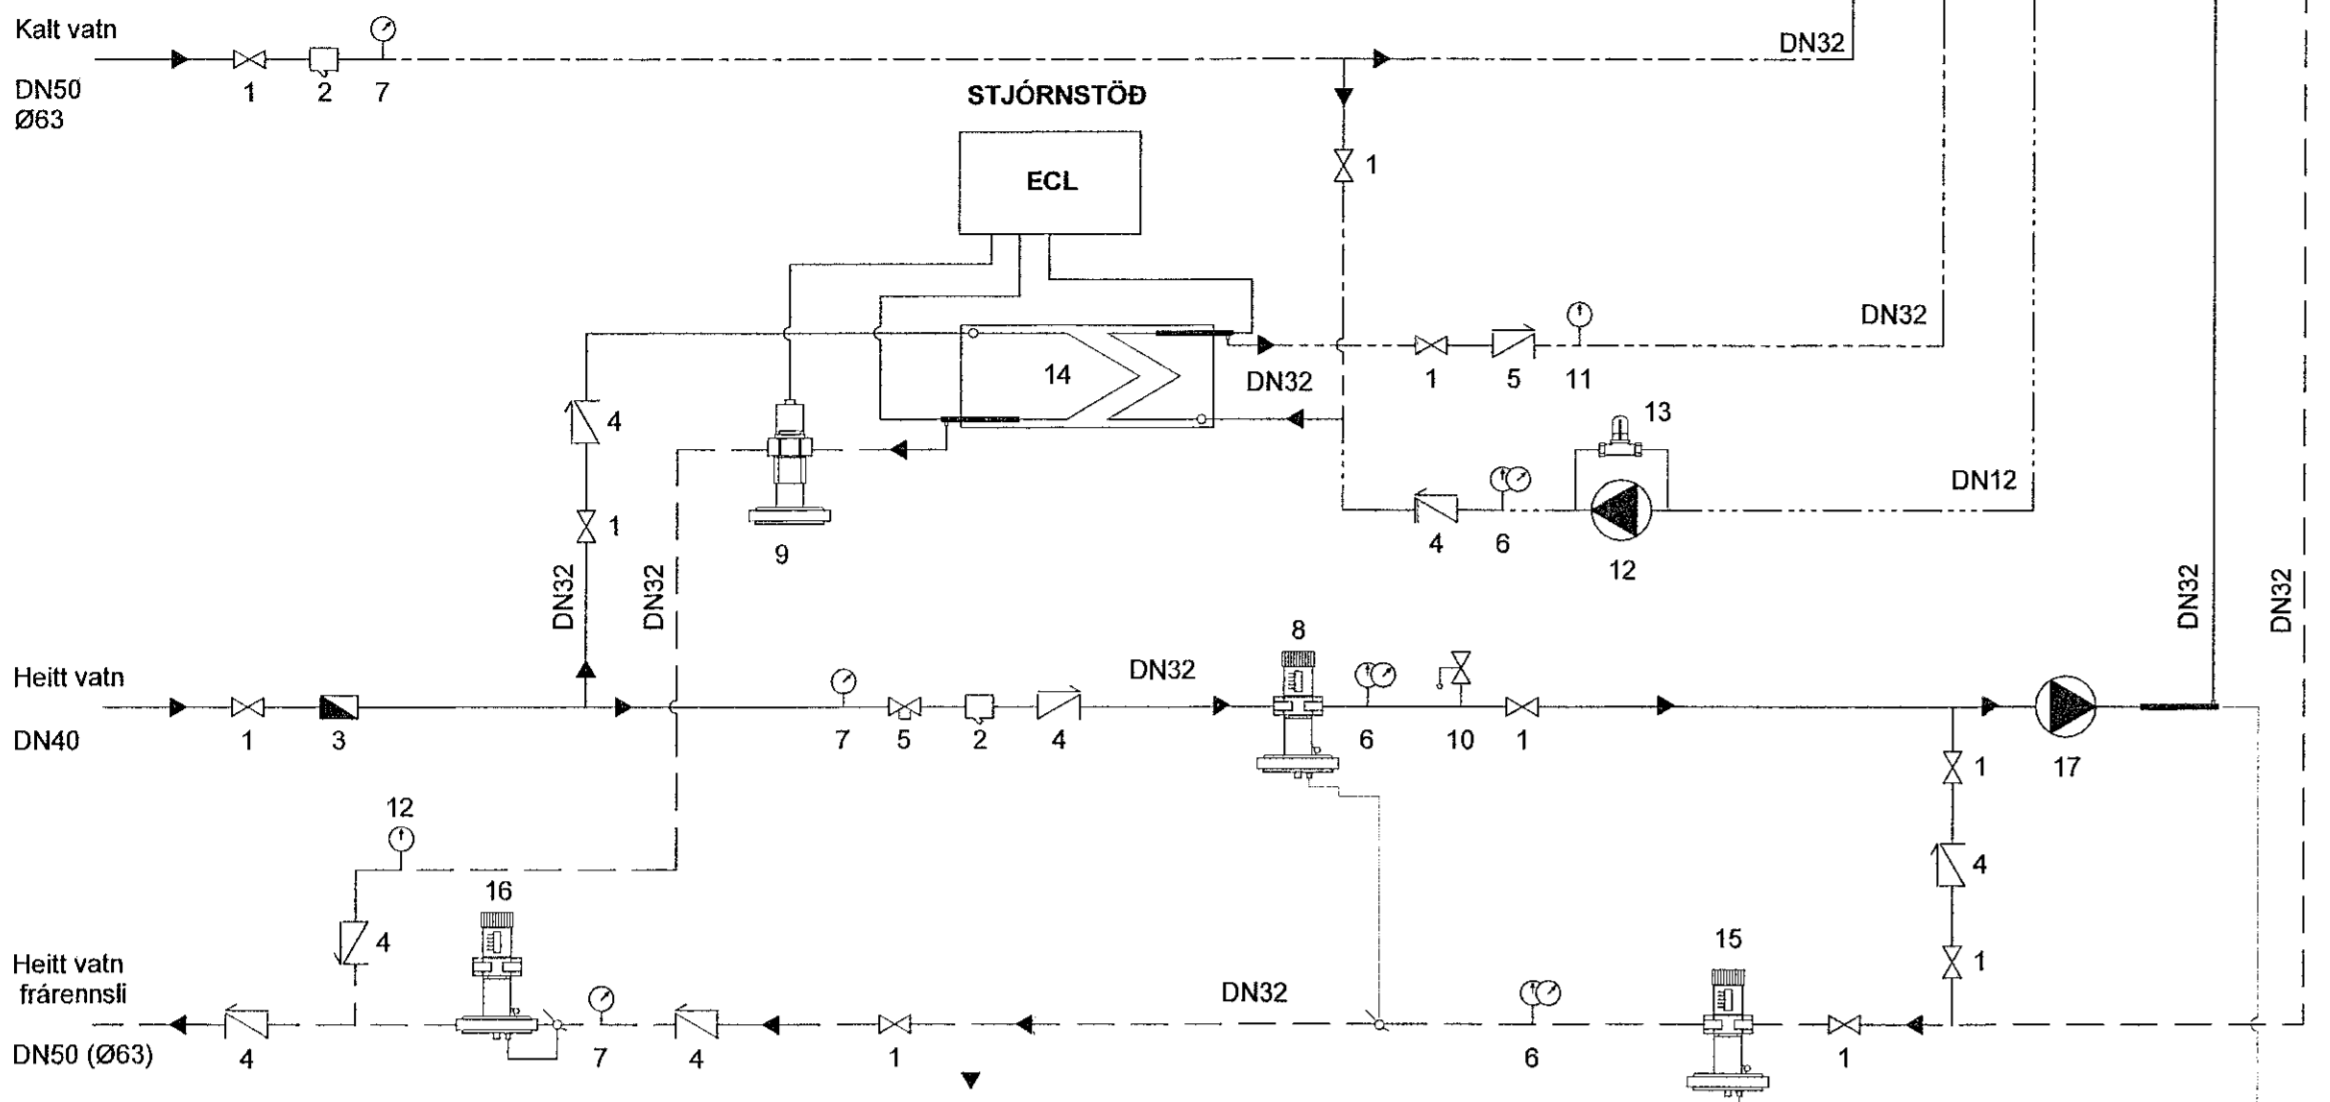 Kalt vatn
DN50
Ø63
1
2
7
DN32
STJÓRNSTÖÐ
ECL
1
14
DN32
1
5
11
DN32
13
4
1
9
4
6
12
DN12
DN32
DN32
DN32
DN32
Heitt vatn
DN40
1
3
7
5
2
4
DN32
8
6
10
1
17
1
4
1
12
4
16
15
Heitt vatn
frárennsli
DN50 (Ø63)
4
7
4
1
DN32
6
1